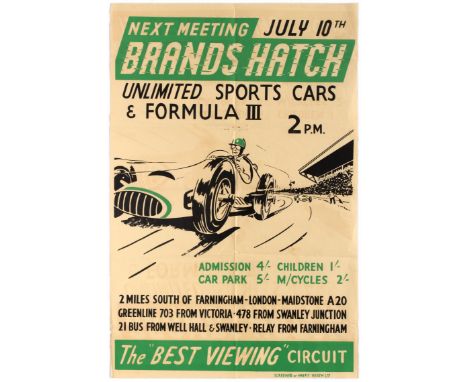 NEXT MEETING JULY 10TH
BRANDS HATCH
UNLIMITED SPORTS CARS
& FORMULA III
2 P.M.
ADMISSION 4/- CHILDREN 1/-
CAR PARK 5/- M/CYCLES 2/-
2 MILES SOUTH OF FARNINGHAM-LONDON-MAIDSTONE A20
GREENLINE 703 FROM VICTORIA·478 FROM SWANLEY JUNCTION
21 BUS FROM WELL HALL & SWANLEY·RELAY FROM FARNINGHAM
The "BEST VIEWING" CIRCUIT